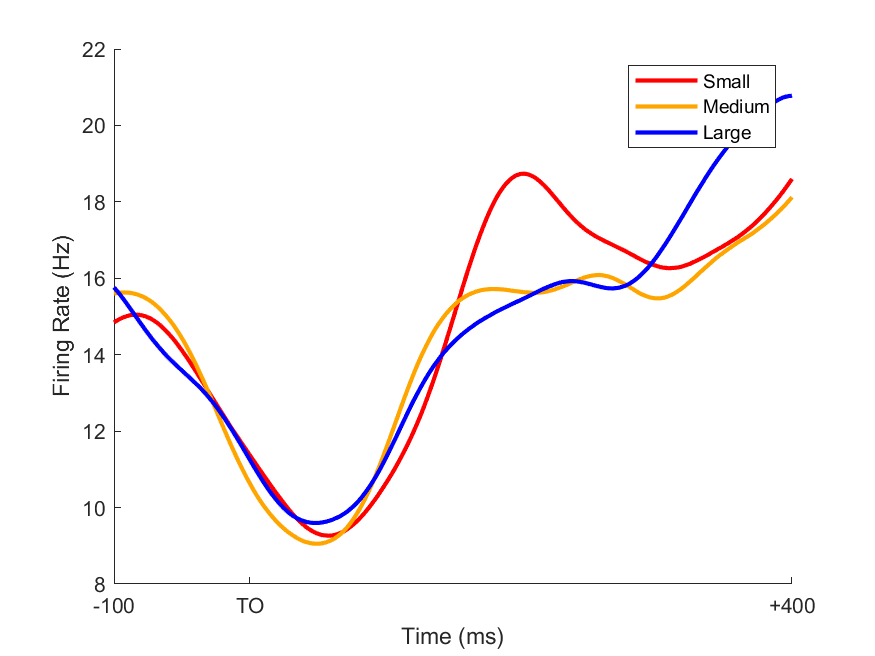 22
20
18
16
14
12
10
8
Firing Rate (Hz)
Small
Medium
Large
-100
TO
+400
Time (ms)